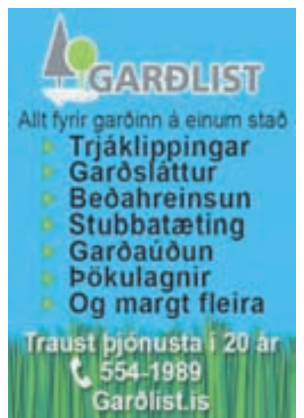 GARÐLIST
Allt fyrir garðinn á einum stað
Trjáklippingar
Garðsláttur
Beðahreinsun
Stubbatæting
Garðaúðun
Þökulagnir
Og margt fleira
Traust þjónusta í 20 ár
554-1989
Garðlist.is